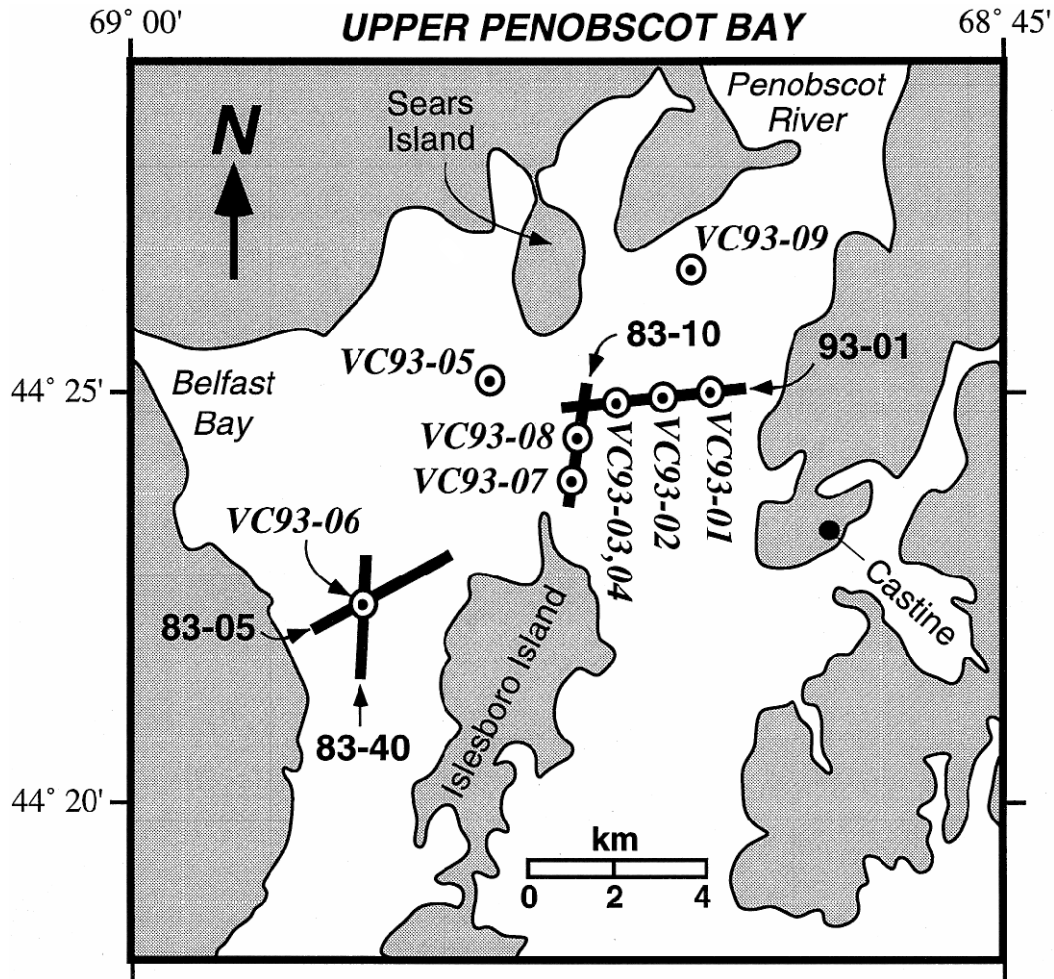 69° 00'
UPPER PENOBSCOT BAY
68° 45'
N
Sears
Island
Penobscot
River
VC93-09
83-10
93-01
VC93-05
44° 25'
Belfast
Bay
VC93-08
VC93-07
VC93-03,04
VC93-02
VC93-01
VC93-06
83-05
83-40
Castine
Islesboro Island
44° 20'
km
0 2 4